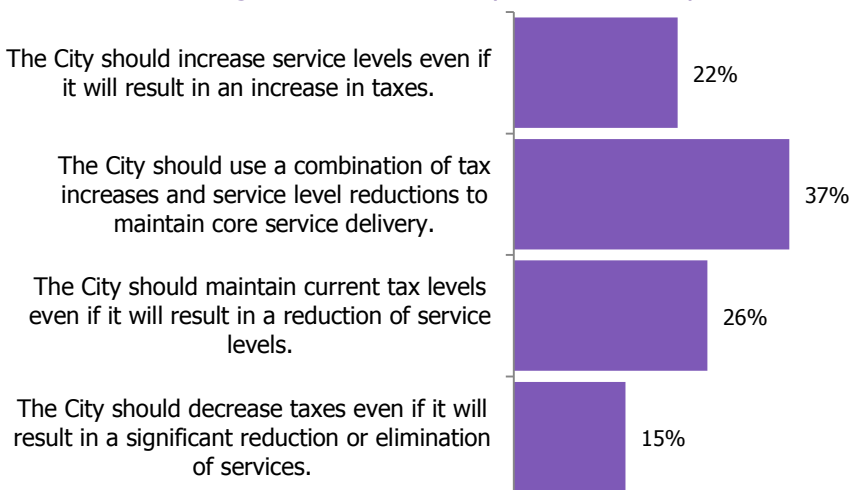 The City should increase service levels even if
it will result in an increase in taxes.
22%
The City should use a combination of tax
increases and service level reductions to
maintain core service delivery.
37%
The City should maintain current tax levels
even if it will result in a reduction of service
levels.
26%
The City should decrease taxes even if it will
result in a significant reduction or elimination
of services.
15%